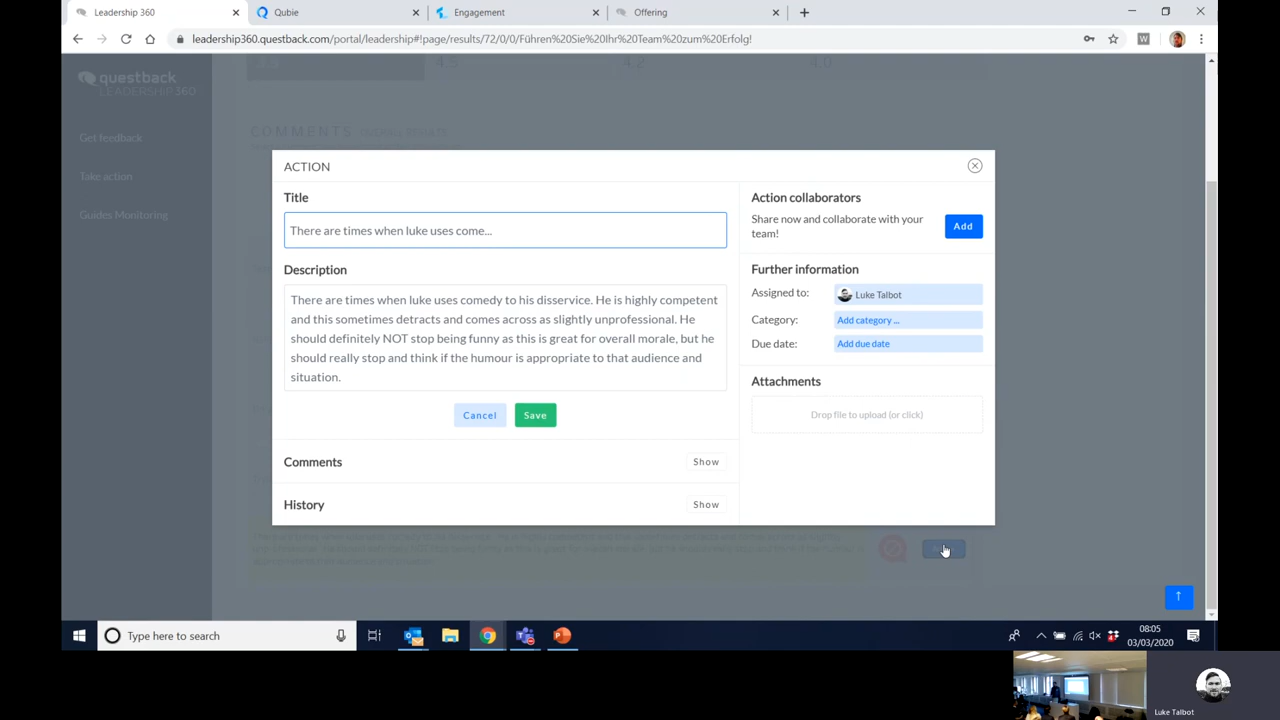 Leadership 360
Qubie
Engagement
Offering
leadership360.questback.com/portal/leadership#!page/results/72/0/0/Führen%20Sie%20Ihr%20Team%20zum%20Erfolg!
W
questback
LEADERSHIP360
Get feedback
Take action
Guides Monitoring
4.5
4.2
4.0
COMMENTS
ACTION
Title
There are times when luke uses come...
Description
There are times when luke uses comedy to his disservice. He is highly competent
and this sometimes detracts and comes across as slightly unprofessional. He
should definitely NOT stop being funny as this is great for overall morale, but he
should really stop and think if the humour is appropriate to that audience and
situation.
Cancel
Save
Comments
Show
History
Show
Action collaborators
Share now and collaborate with your
team!
Add
Further information
Assigned to:
Luke Talbot
Category:
Add category ...
Due date:
Add due date
Attachments
Drop file to upload (or click)
Type here to search
08:05
03/03/2020
Luke Talbot